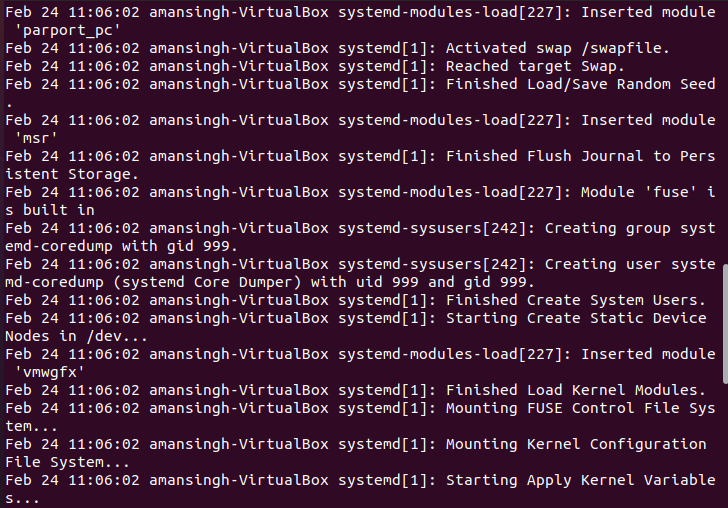 Feb 24 11:06:02 amansingh-VirtualBox systemd-modules-load[227]: Inserted module
 'parport_pc'
Feb 24 11:06:02 amansingh-VirtualBox systemd[1]: Activated swap /swapfile.
Feb 24 11:06:02 amansingh-VirtualBox systemd[1]: Reached target Swap.
Feb 24 11:06:02 amansingh-VirtualBox systemd[1]: Finished Load/Save Random Seed
.
Feb 24 11:06:02 amansingh-VirtualBox systemd-modules-load[227]: Inserted module
 'msr'
Feb 24 11:06:02 amansingh-VirtualBox systemd[1]: Finished Flush Journal to Pers
istent Storage.
Feb 24 11:06:02 amansingh-VirtualBox systemd-modules-load[227]: Module 'fuse' i
s built in
Feb 24 11:06:02 amansingh-VirtualBox systemd-sysusers[242]: Creating group syst
emd-coredump with gid 999.
Feb 24 11:06:02 amansingh-VirtualBox systemd-sysusers[242]: Creating user syste
md-coredump (systemd Core Dumper) with uid 999 and gid 999.
Feb 24 11:06:02 amansingh-VirtualBox systemd[1]: Finished Create System Users.
Feb 24 11:06:02 amansingh-VirtualBox systemd[1]: Starting Create Static Device
Nodes in /dev...
Feb 24 11:06:02 amansingh-VirtualBox systemd-modules-load[227]: Inserted module
 'vmwgfx'
Feb 24 11:06:02 amansingh-VirtualBox systemd[1]: Finished Load Kernel Modules.
Feb 24 11:06:02 amansingh-VirtualBox systemd[1]: Mounting FUSE Control File Sys
tem...
Feb 24 11:06:02 amansingh-VirtualBox systemd[1]: Mounting Kernel Configuration
File System...
Feb 24 11:06:02 amansingh-VirtualBox systemd[1]: Starting Apply Kernel Variable
s...